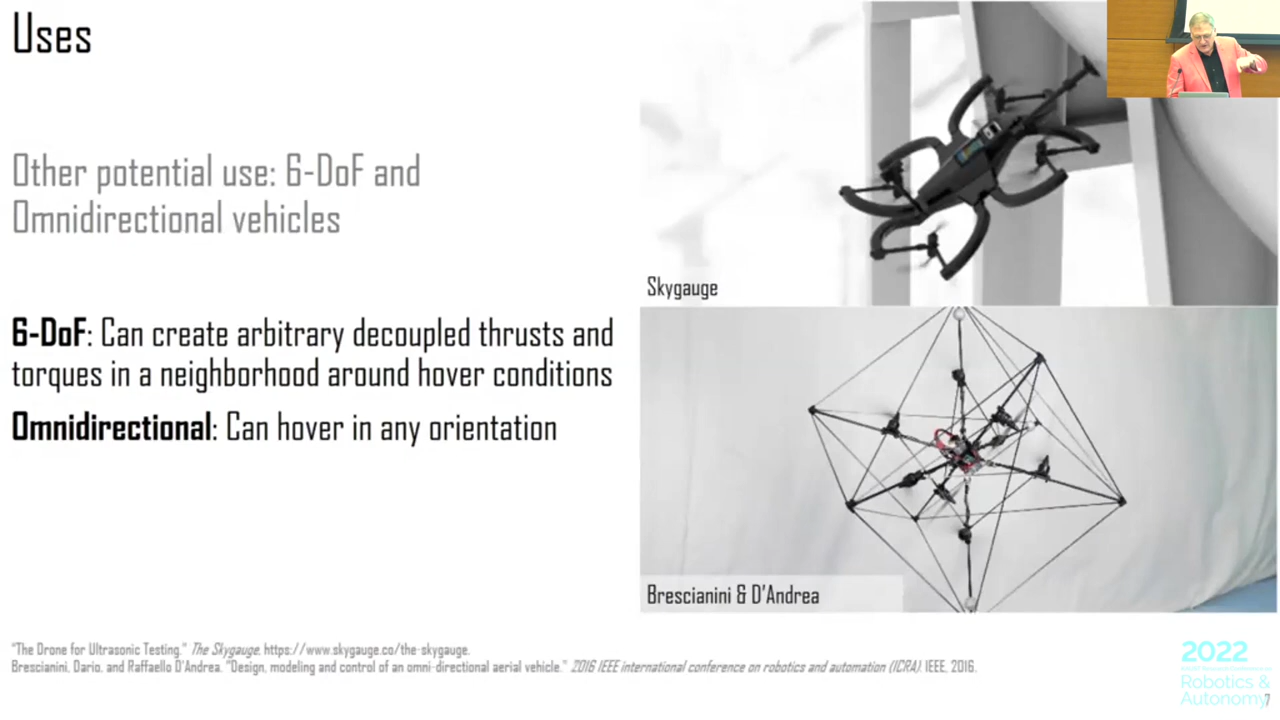 Uses
Other potential use: 6-DoF and
Omnidirectional vehicles
6-DoF: Can create arbitrary decoupled thrusts and
torques in a neighborhood around hover conditions
Omnidirectional: Can hover in any orientation
Skygauge
Brescianini & D'Andrea
"The Drone for Ultrasonic Testing." The Skygauge, https://www.skygauge.co/the-skygauge.
Brescianini, Dario, and Raffaello D'Andrea. "Design, modeling and control of an omni-directional aerial vehicle." 2016 IEEE international conference on robotics and automation (ICRA). IEEE, 2016.
2022
Robotics &
Autonomy
7